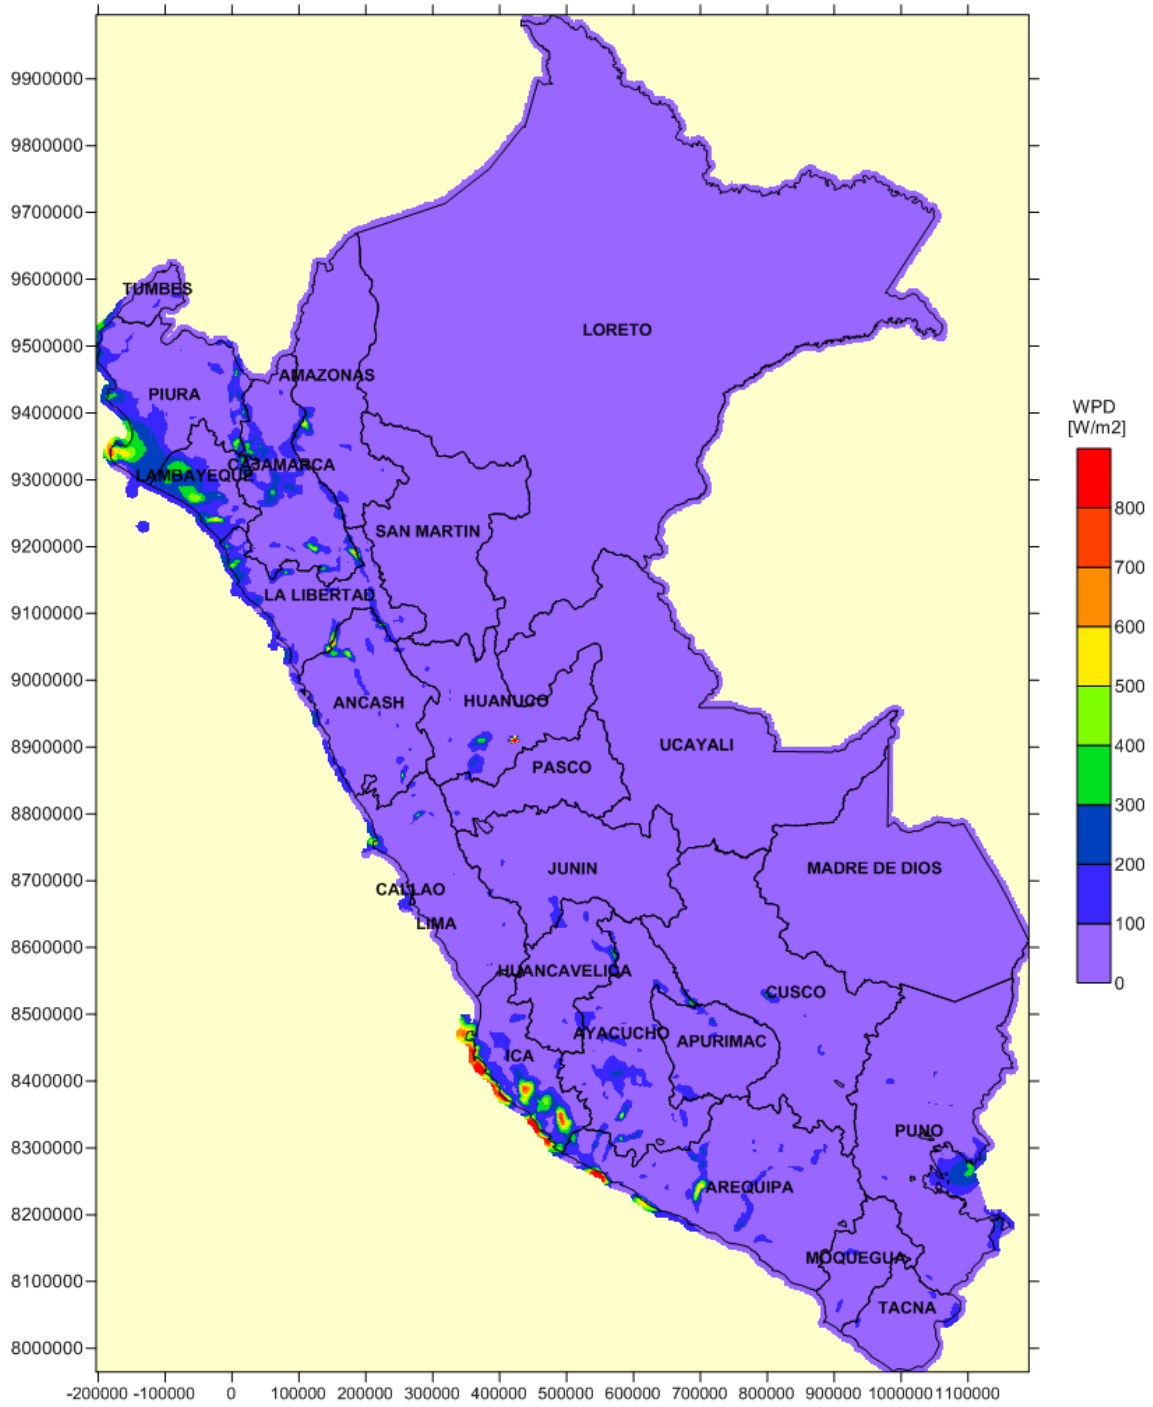 9900000
9800000
9700000
9600000
9500000
9400000
9300000
9200000
9100000
9000000
8900000
8800000
8700000
8600000
8500000
8400000
8300000
8200000
8100000
8000000
TUMBES
LORETO
AMAZONAS
PIURA
CAJAMARCA
LAMBAYEQUE
SAN MARTIN
LA LIBERTAD
ANCASH
HUANUCO
UCAYALI
PASCO
JUNIN
MADRE DE DIOS
CALLAO
LIMA
HUANCAVELICA
CUSCO
AYACUCHO
APURIMAC
ICA
PUNO
AREQUIPA
MOQUEGUA
TACNA
-200000 -100000 0 100000 200000 300000 400000 500000 600000 700000 800000 900000 1000000 1100000
WPD
[W/m2]
800
700
600
500
400
300
200
100
0